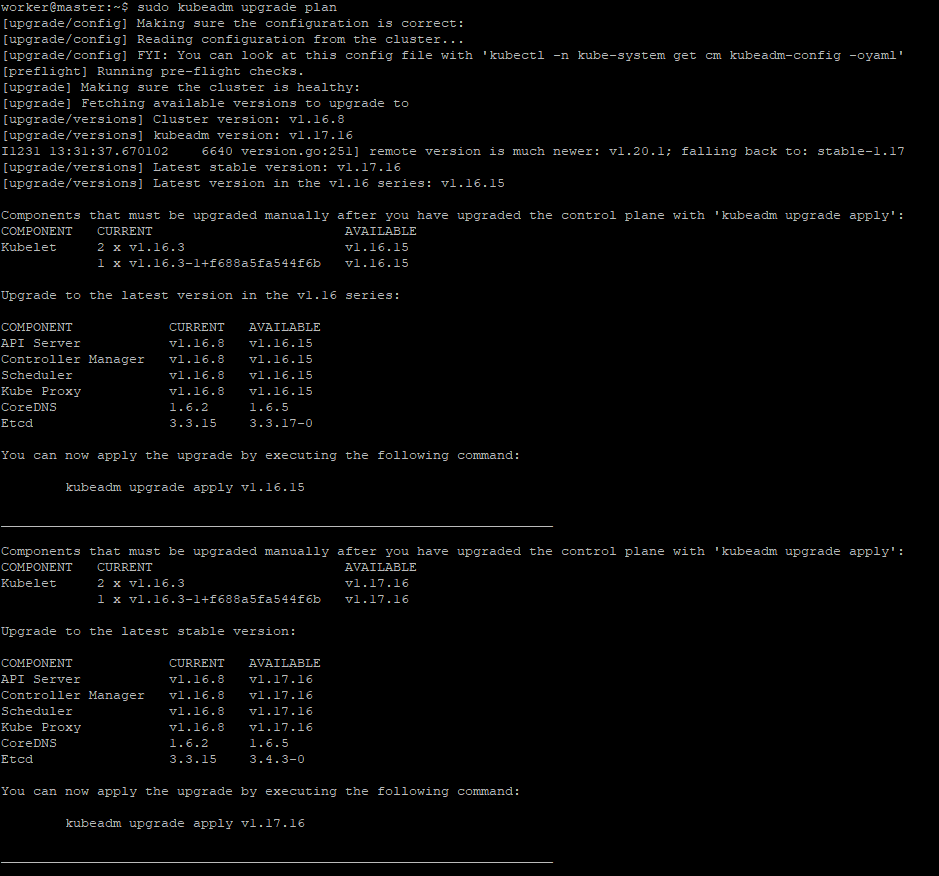 worker@master:~$ sudo kubeadm upgrade plan
[upgrade/config] Making sure the configuration is correct:
[upgrade/config] Reading configuration from the cluster...
[upgrade/config] FYI: You can look at this config file with 'kubectl -n kube-system get cm kubeadm-config -oyaml'
[preflight] Running pre-flight checks.
[upgrade] Making sure the cluster is healthy:
[upgrade] Fetching available versions to upgrade to
[upgrade/versions] Cluster version: v1.16.8
[upgrade/versions] kubeadm version: v1.17.16
I1231 13:31:37.670102    6640 version.go:251] remote version is much newer: v1.20.1; falling back to: stable-1.17
[upgrade/versions] Latest stable version: v1.17.16
[upgrade/versions] Latest version in the v1.16 series: v1.16.15

Components that must be upgraded manually after you have upgraded the control plane with 'kubeadm upgrade apply':
COMPONENT   CURRENT                        AVAILABLE
Kubelet     2 x v1.16.3                    v1.16.15
            1 x v1.16.3-1+f688a5fa544f6b   v1.16.15

Upgrade to the latest version in the v1.16 series:

COMPONENT            CURRENT   AVAILABLE
API Server           v1.16.8   v1.16.15
Controller Manager   v1.16.8   v1.16.15
Scheduler            v1.16.8   v1.16.15
Kube Proxy           v1.16.8   v1.16.15
CoreDNS              1.6.2     1.6.5
Etcd                 3.3.15    3.3.17-0

You can now apply the upgrade by executing the following command:

        kubeadm upgrade apply v1.16.15

_____________________________________________________________________

Components that must be upgraded manually after you have upgraded the control plane with 'kubeadm upgrade apply':
COMPONENT   CURRENT                        AVAILABLE
Kubelet     2 x v1.16.3                    v1.17.16
            1 x v1.16.3-1+f688a5fa544f6b   v1.17.16

Upgrade to the latest stable version:

COMPONENT            CURRENT   AVAILABLE
API Server           v1.16.8   v1.17.16
Controller Manager   v1.16.8   v1.17.16
Scheduler            v1.16.8   v1.17.16
Kube Proxy           v1.16.8   v1.17.16
CoreDNS              1.6.2     1.6.5
Etcd                 3.3.15    3.4.3-0

You can now apply the upgrade by executing the following command:

        kubeadm upgrade apply v1.17.16

_____________________________________________________________________